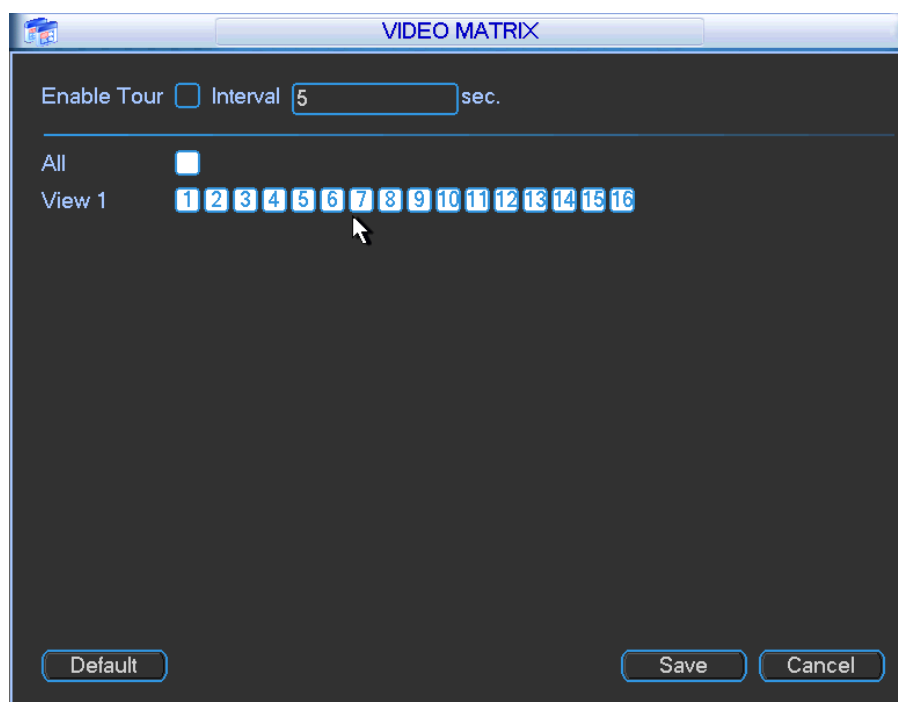 VIDEO MATRIX
Enable Tour Interval 5 sec.
All
View 1 1 2 3 4 5 6 7 8 9 10 11 12 13 14 15 16
Default Save Cancel